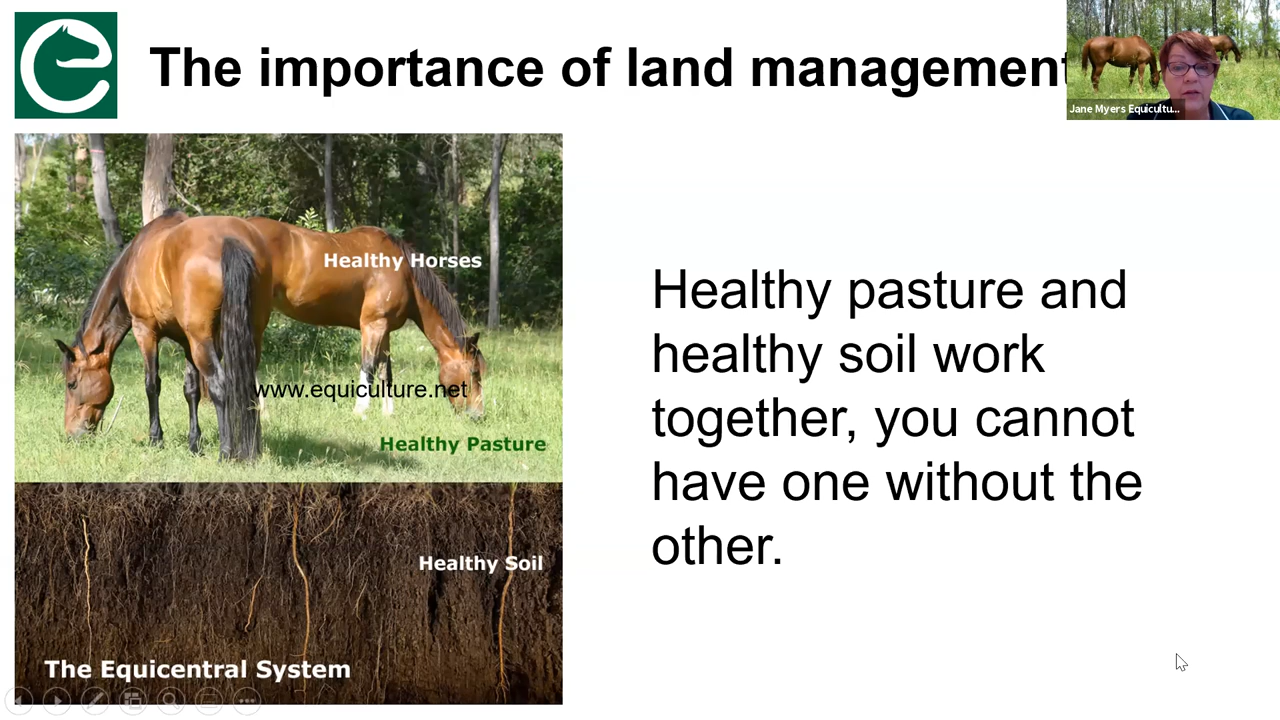 The importance of land management
Jane Myers Equicultu...
Healthy Horses
www.equiculture.net
Healthy Pasture
Healthy Soil
The Equicentral System
Healthy pasture and
healthy soil work
together, you cannot
have one without the
other.